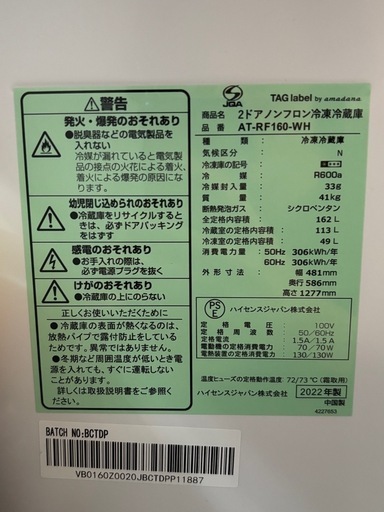 ⚠警告
発火・爆発のおそれあり
●脱臭器などの電気製品を
入れない
冷媒が漏れていると電気製
品の接点の火花による着火、
着火により爆発の原因に
なります。
幼児閉じ込めのおそれあり
●冷蔵庫をリサイクルすると
きは、必ずドアパッキング
をはずす
感電のおそれあり
●お手入れの際は、
必ず電源プラグを抜く
けがのおそれあり
●冷蔵庫の上にのらない
正しくお使いいただくために
●冷蔵庫の表面が熱くなるのは、
放熱パイプで露付き防止をしているた
めで、異常ではありません。
●冬期など周囲温度が低いとき電
源を入れても、すぐに運転しない
ことがあります。
詳しくは取扱説明書をご参照くだ
さい。
JQA
TAG label by amadana
商品名 2ドアノンフロン冷凍冷蔵庫
品番 AT-RF160-WH
種類 冷凍冷蔵庫
気候区分 N
冷凍庫の記号
冷媒 R600a
冷媒封入量 33g
質量 41kg
断熱発泡ガス シクロペンタン
全定格内容積 162L
冷蔵室の定格内容積 113L
冷凍室の定格内容積 49L
消費電力量 50Hz 306kWh/年
60Hz 306kWh/年
外形寸法 幅 481mm
奥行 586mm
高さ 1277mm
PSE
ハイセンスジャパン株式会社
定格電圧 100V
定格周波数 50/60Hz
定格電流 1.5A/1.5A
電動機の定格消費電力 70/70W
電熱装置の定格消費電力 130/130W
温度ヒューズの定格動作温度 72/73℃(霜取用)
ハイセンスジャパン株式会社
2022年製
中国製
4227653
BATCH NO:BCTDP
VB0160Z0020JBCTDPP11887